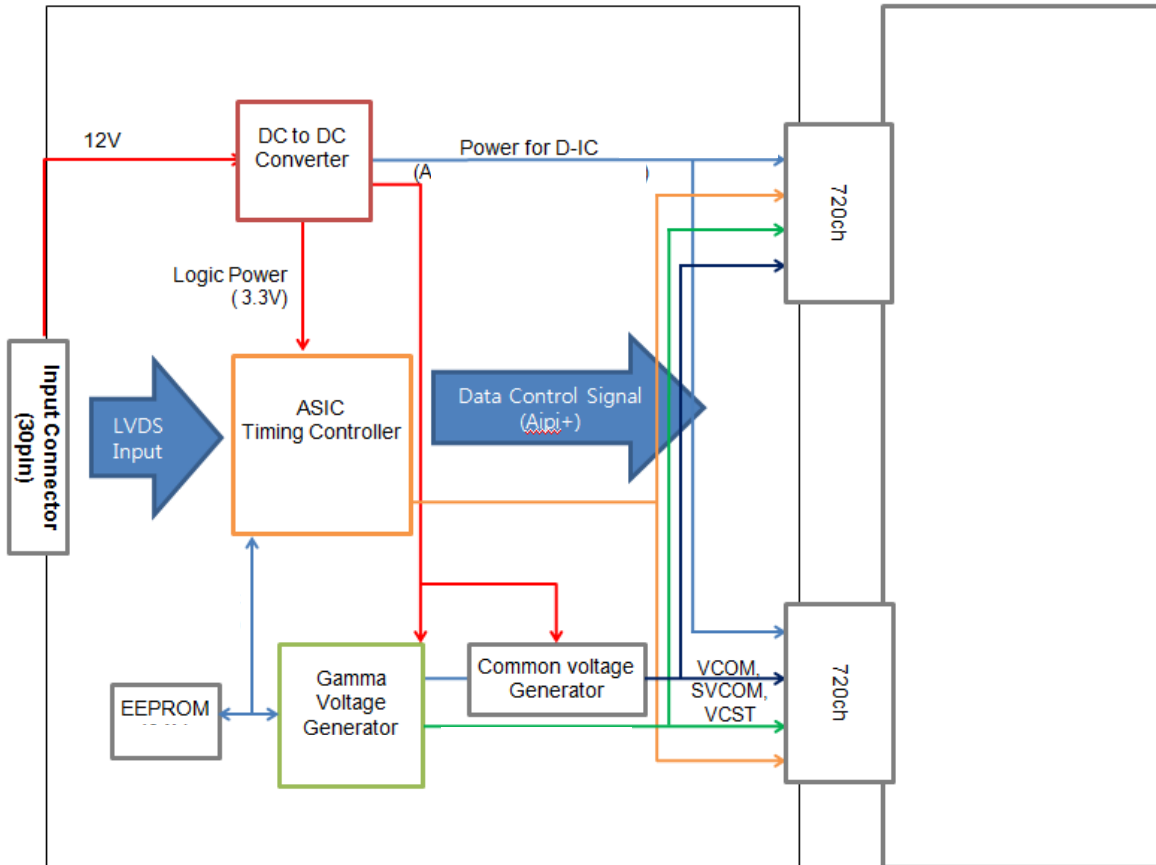 12V
DC to DC
Converter
Power for D-IC
Logic Power
( 3.3V)
720ch
Input Connector
(30pin)
LVDS
Input
ASIC
Timing Controller
Data Control Signal
(Aipi+)
EEPROM
Gamma
Voltage
Generator
Common voltage
Generator
VCOM,
SVCOM,
VCST
720ch